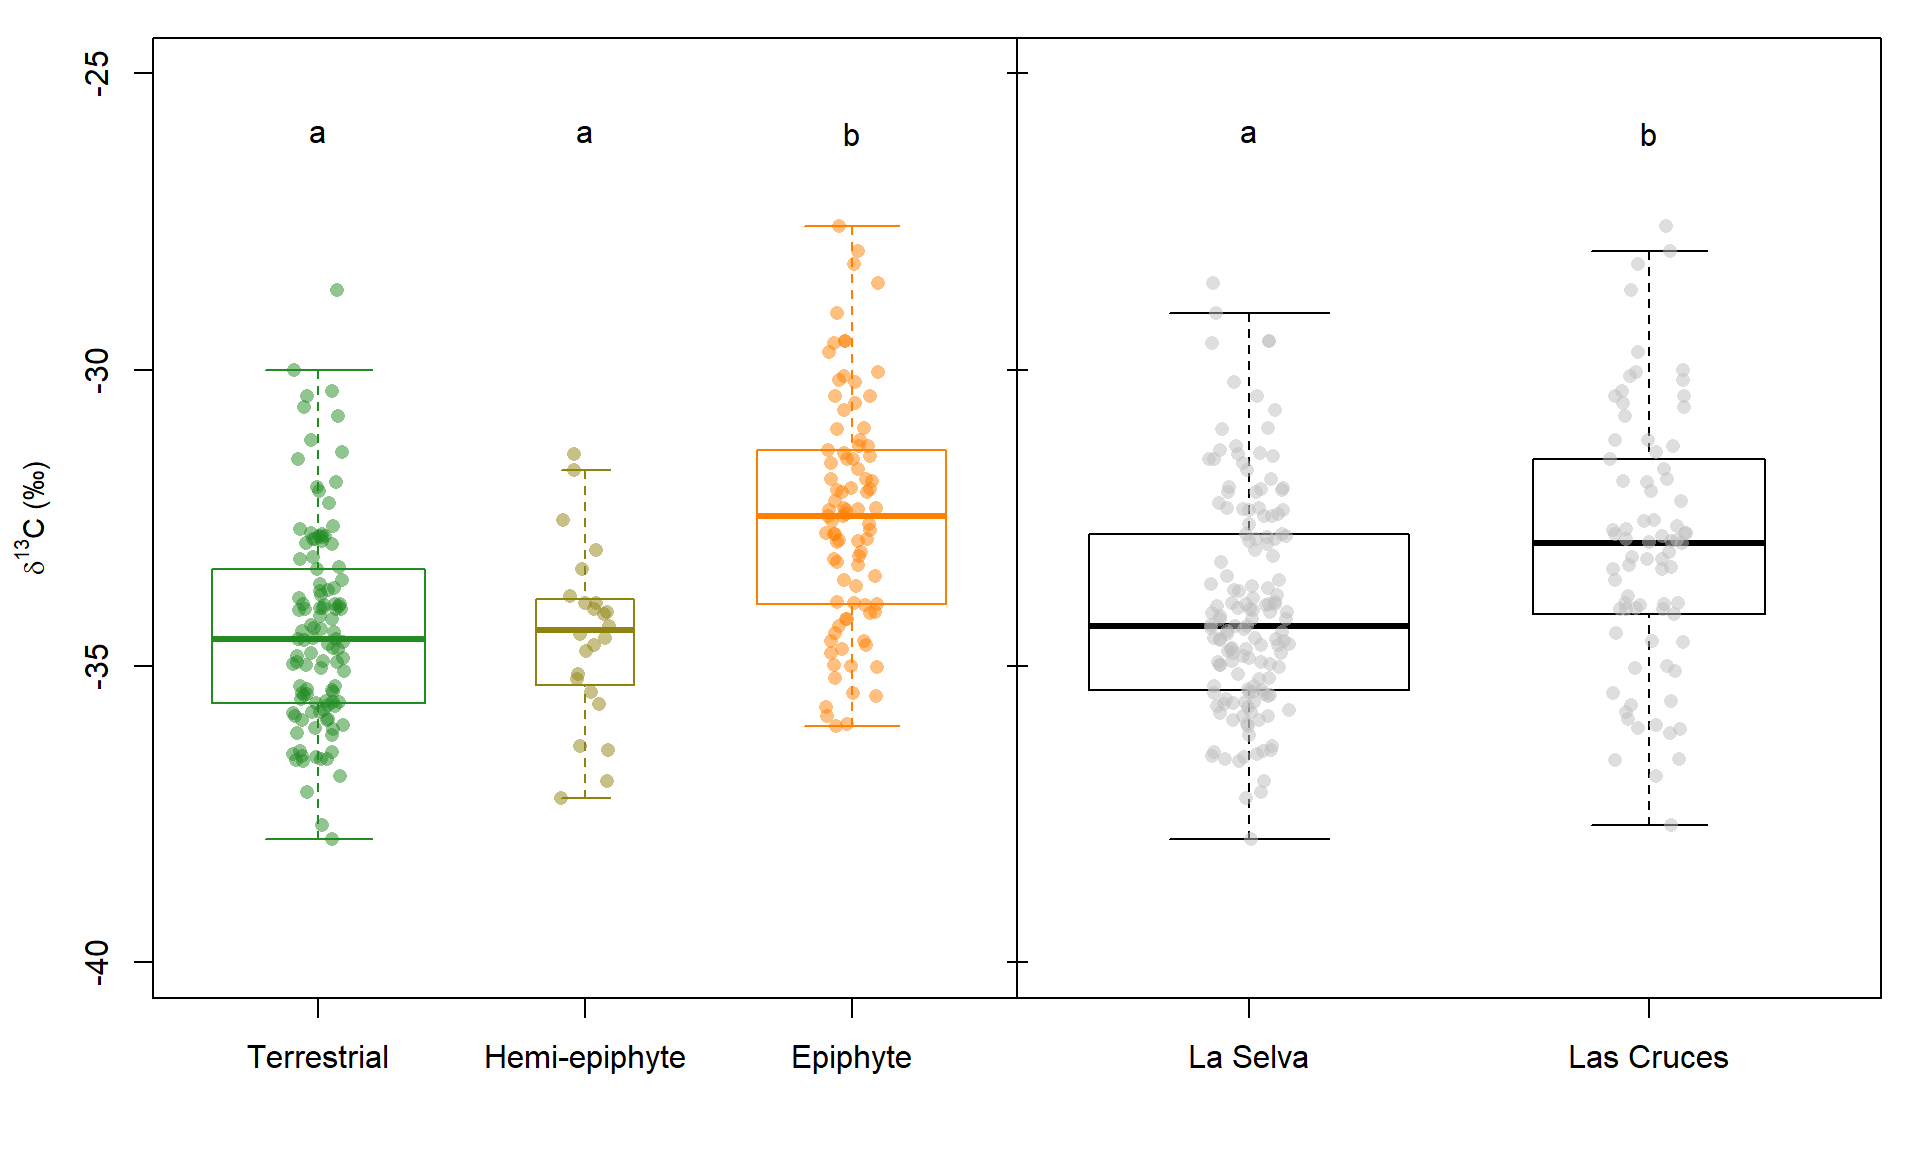 δ¹³C (‰)
-25
-30
-35
-40
a
a
b
a
b
Terrestrial
Hemi-epiphyte
Epiphyte
La Selva
Las Cruces